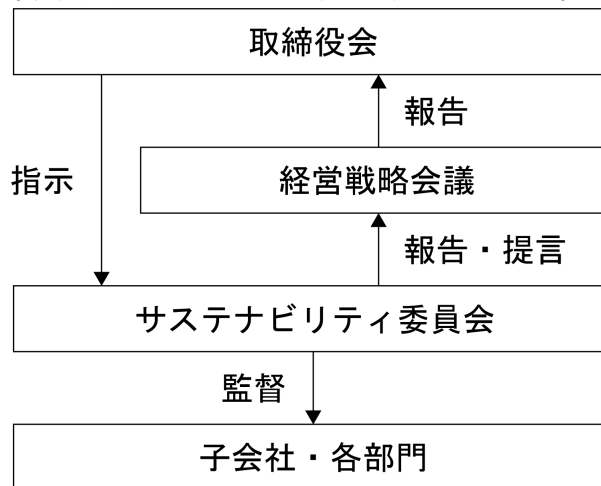 取締役会
報告
指示
経営戦略会議
報告・提言
サステナビリティ委員会
監督
子会社・各部門